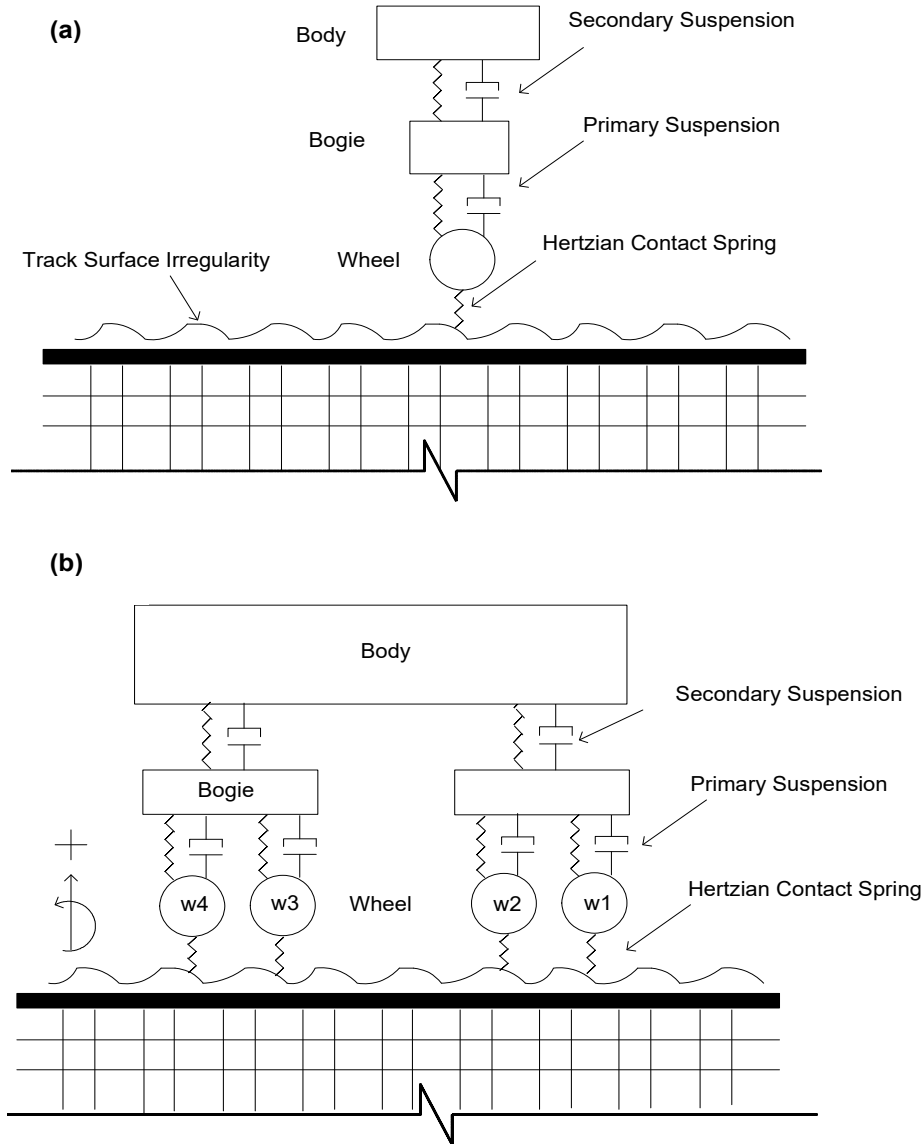 (a)
Secondary Suspension
Body
Primary Suspension
Bogie
Hertzian Contact Spring
Track Surface Irregularity
Wheel
(b)
Body
Secondary Suspension
Bogie
Primary Suspension
Hertzian Contact Spring
w4
w3
Wheel
w2
w1